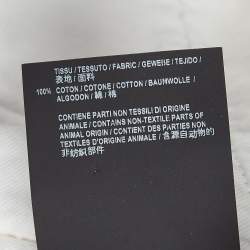 TISSU / TESSUTO / FABRIC / GEWEBE / TEJIDO /
表地 / 面料
100% COTON / COTONE / COTTON / BAUMWOLLE /
ALGODON / 綿 / 棉
CONTIENE PARTI NON TESSILI DI ORIGINE
ANIMALE / CONTAINS NON-TEXTILE PARTS OF
ANIMAL ORIGIN / CONTIENT DES PARTIES NON
TEXTILES D'ORIGINE ANIMALE / 含源自动物的
非纺织部件